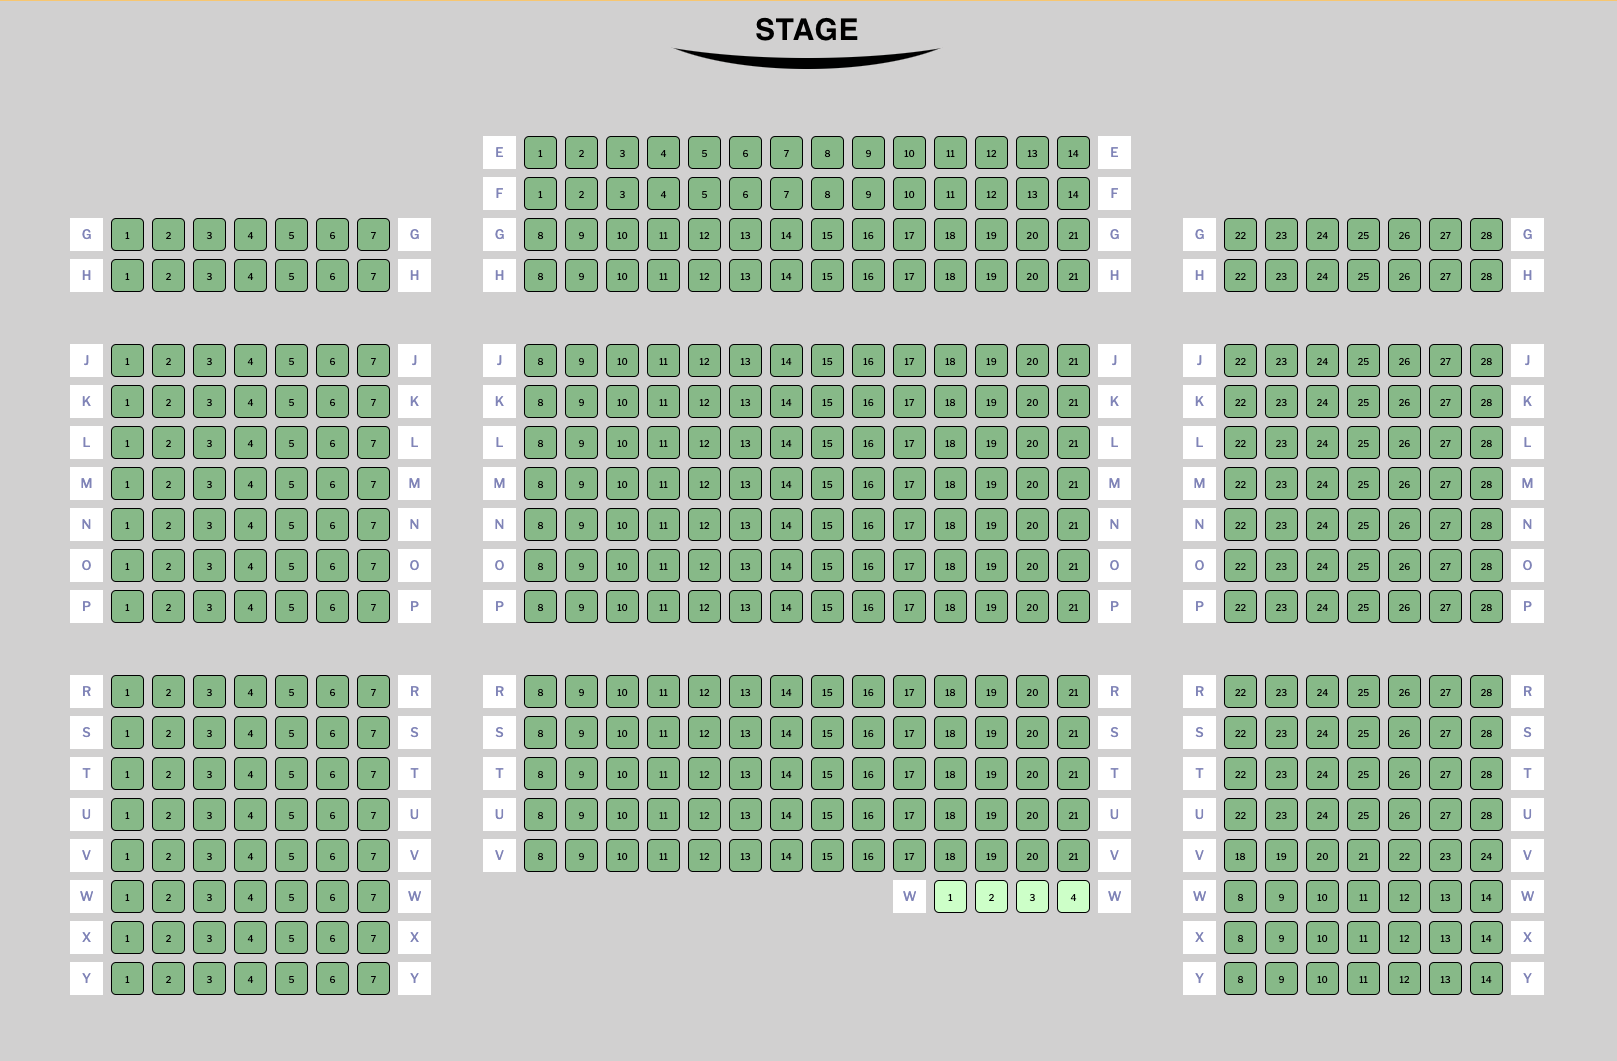 STAGE
E 1 2 3 4 5 6 7 8 9 10 11 12 13 14 E
F 1 2 3 4 5 6 7 8 9 10 11 12 13 14 F
G 1 2 3 4 5 6 7 G G 8 9 10 11 12 13 14 15 16 17 18 19 20 21 G G 22 23 24 25 26 27 28 G
H 1 2 3 4 5 6 7 H H 8 9 10 11 12 13 14 15 16 17 18 19 20 21 H H 22 23 24 25 26 27 28 H
J 1 2 3 4 5 6 7 J J 8 9 10 11 12 13 14 15 16 17 18 19 20 21 J J 22 23 24 25 26 27 28 J
K 1 2 3 4 5 6 7 K K 8 9 10 11 12 13 14 15 16 17 18 19 20 21 K K 22 23 24 25 26 27 28 K
L 1 2 3 4 5 6 7 L L 8 9 10 11 12 13 14 15 16 17 18 19 20 21 L L 22 23 24 25 26 27 28 L
M 1 2 3 4 5 6 7 M M 8 9 10 11 12 13 14 15 16 17 18 19 20 21 M M 22 23 24 25 26 27 28 M
N 1 2 3 4 5 6 7 N N 8 9 10 11 12 13 14 15 16 17 18 19 20 21 N N 22 23 24 25 26 27 28 N
O 1 2 3 4 5 6 7 O O 8 9 10 11 12 13 14 15 16 17 18 19 20 21 O O 22 23 24 25 26 27 28 O
P 1 2 3 4 5 6 7 P P 8 9 10 11 12 13 14 15 16 17 18 19 20 21 P P 22 23 24 25 26 27 28 P
R 1 2 3 4 5 6 7 R R 8 9 10 11 12 13 14 15 16 17 18 19 20 21 R R 22 23 24 25 26 27 28 R
S 1 2 3 4 5 6 7 S S 8 9 10 11 12 13 14 15 16 17 18 19 20 21 S S 22 23 24 25 26 27 28 S
T 1 2 3 4 5 6 7 T T 8 9 10 11 12 13 14 15 16 17 18 19 20 21 T T 22 23 24 25 26 27 28 T
U 1 2 3 4 5 6 7 U U 8 9 10 11 12 13 14 15 16 17 18 19 20 21 U U 22 23 24 25 26 27 28 U
V 1 2 3 4 5 6 7 V V 8 9 10 11 12 13 14 15 16 17 18 19 20 21 V V 18 19 20 21 22 23 24 V
W 1 2 3 4 5 6 7 W W 1 2 3 4 W W 8 9 10 11 12 13 14 W
X 1 2 3 4 5 6 7 X X 8 9 10 11 12 13 14 X
Y 1 2 3 4 5 6 7 Y Y 8 9 10 11 12 13 14 Y